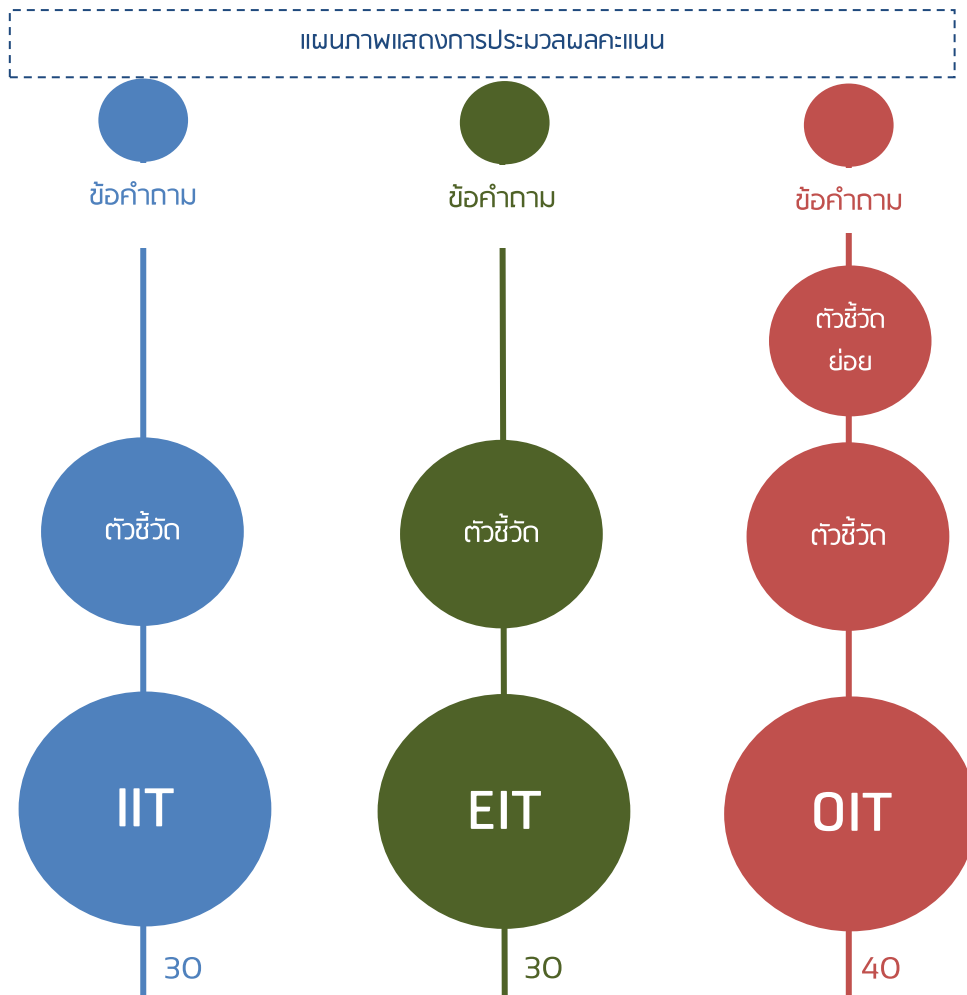 แผนภาพแสดงการประมวลผลคะแนน
ข้อคำถาม
ข้อคำถาม
ข้อคำถาม
ตัวชี้วัด
ย่อย
ตัวชี้วัด
ตัวชี้วัด
ตัวชี้วัด
IIT
EIT
OIT
30
30
40